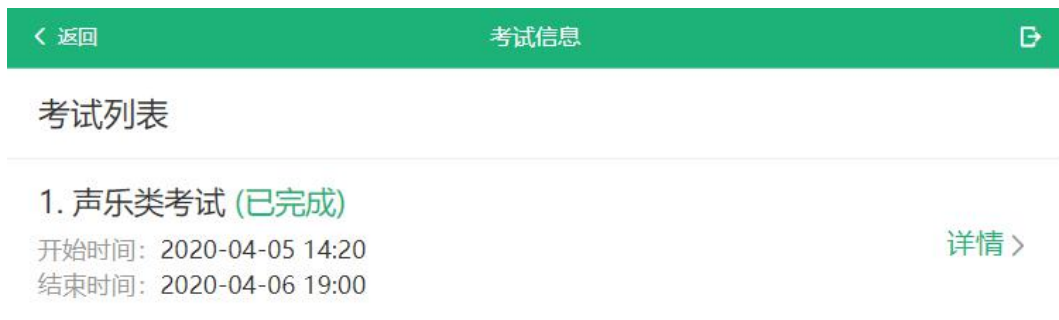 返回 考试信息
考试列表
1. 声乐类考试 (已完成)
开始时间：2020-04-05 14:20
详情
结束时间：2020-04-06 19:00